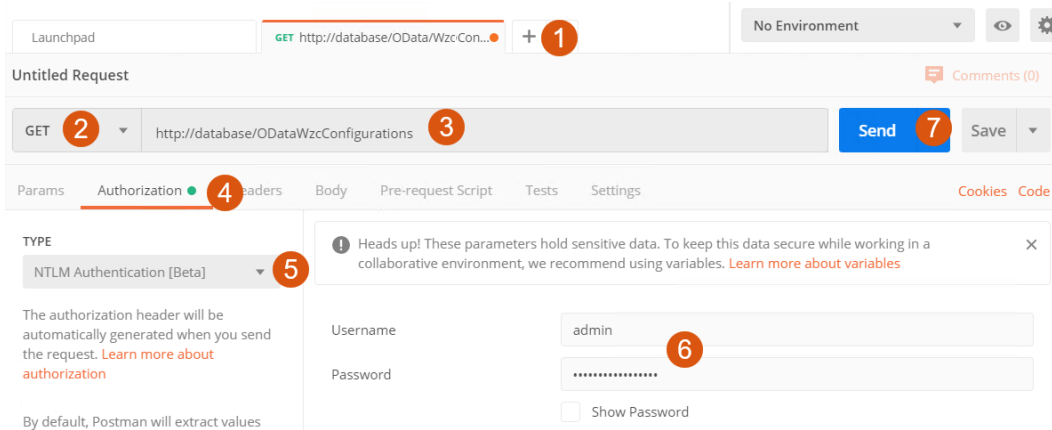 Launchpad
GET http://database/OData/Wzc Con...
+
1
No Environment
Untitled Request
Comments (0)
GET
2
http://database/ODataWzcConfigurations
3
Send
7
Save
Params
Authorization
4
eaders
Body
Pre-request Script
Tests
Settings
Cookies
Code
TYPE
NTLM Authentication [Beta]
5
The authorization header will be
automatically generated when you send
the request. Learn more about
authorization
By default, Postman will extract values
Heads up! These parameters hold sensitive data. To keep this data secure while working in a
collaborative environment, we recommend using variables. Learn more about variables
Username
admin
6
Password
•••••••••••••••••
Show Password